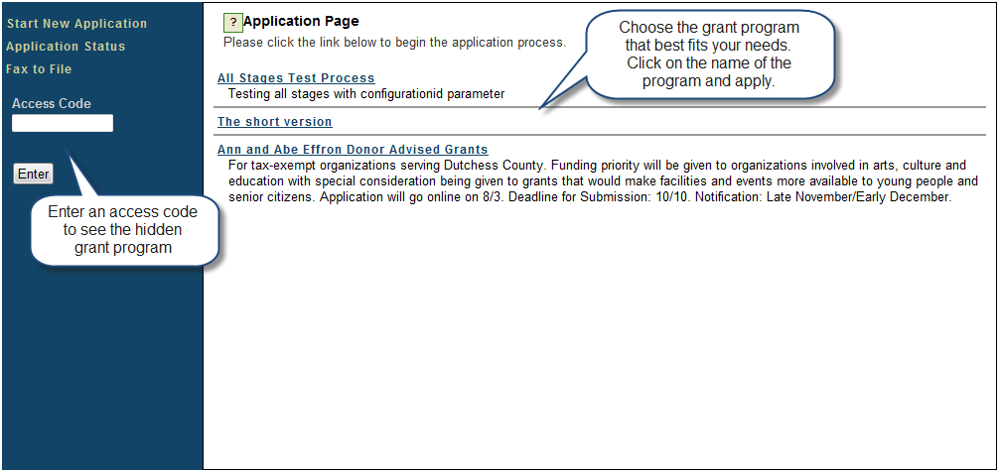 Start New Application
Application Status
Fax to File
Access Code
Enter
Enter an access code
to see the hidden
grant program
? Application Page
Please click the link below to begin the application process.
Choose the grant program
that best fits your needs.
Click on the name of the
program and apply.
All Stages Test Process
Testing all stages with configurationid parameter
The short version
Ann and Abe Effron Donor Advised Grants
For tax-exempt organizations serving Dutchess County. Funding priority will be given to organizations involved in arts, culture and
education with special consideration being given to grants that would make facilities and events more available to young people and
senior citizens. Application will go online on 8/3. Deadline for Submission: 10/10. Notification: Late November/Early December.